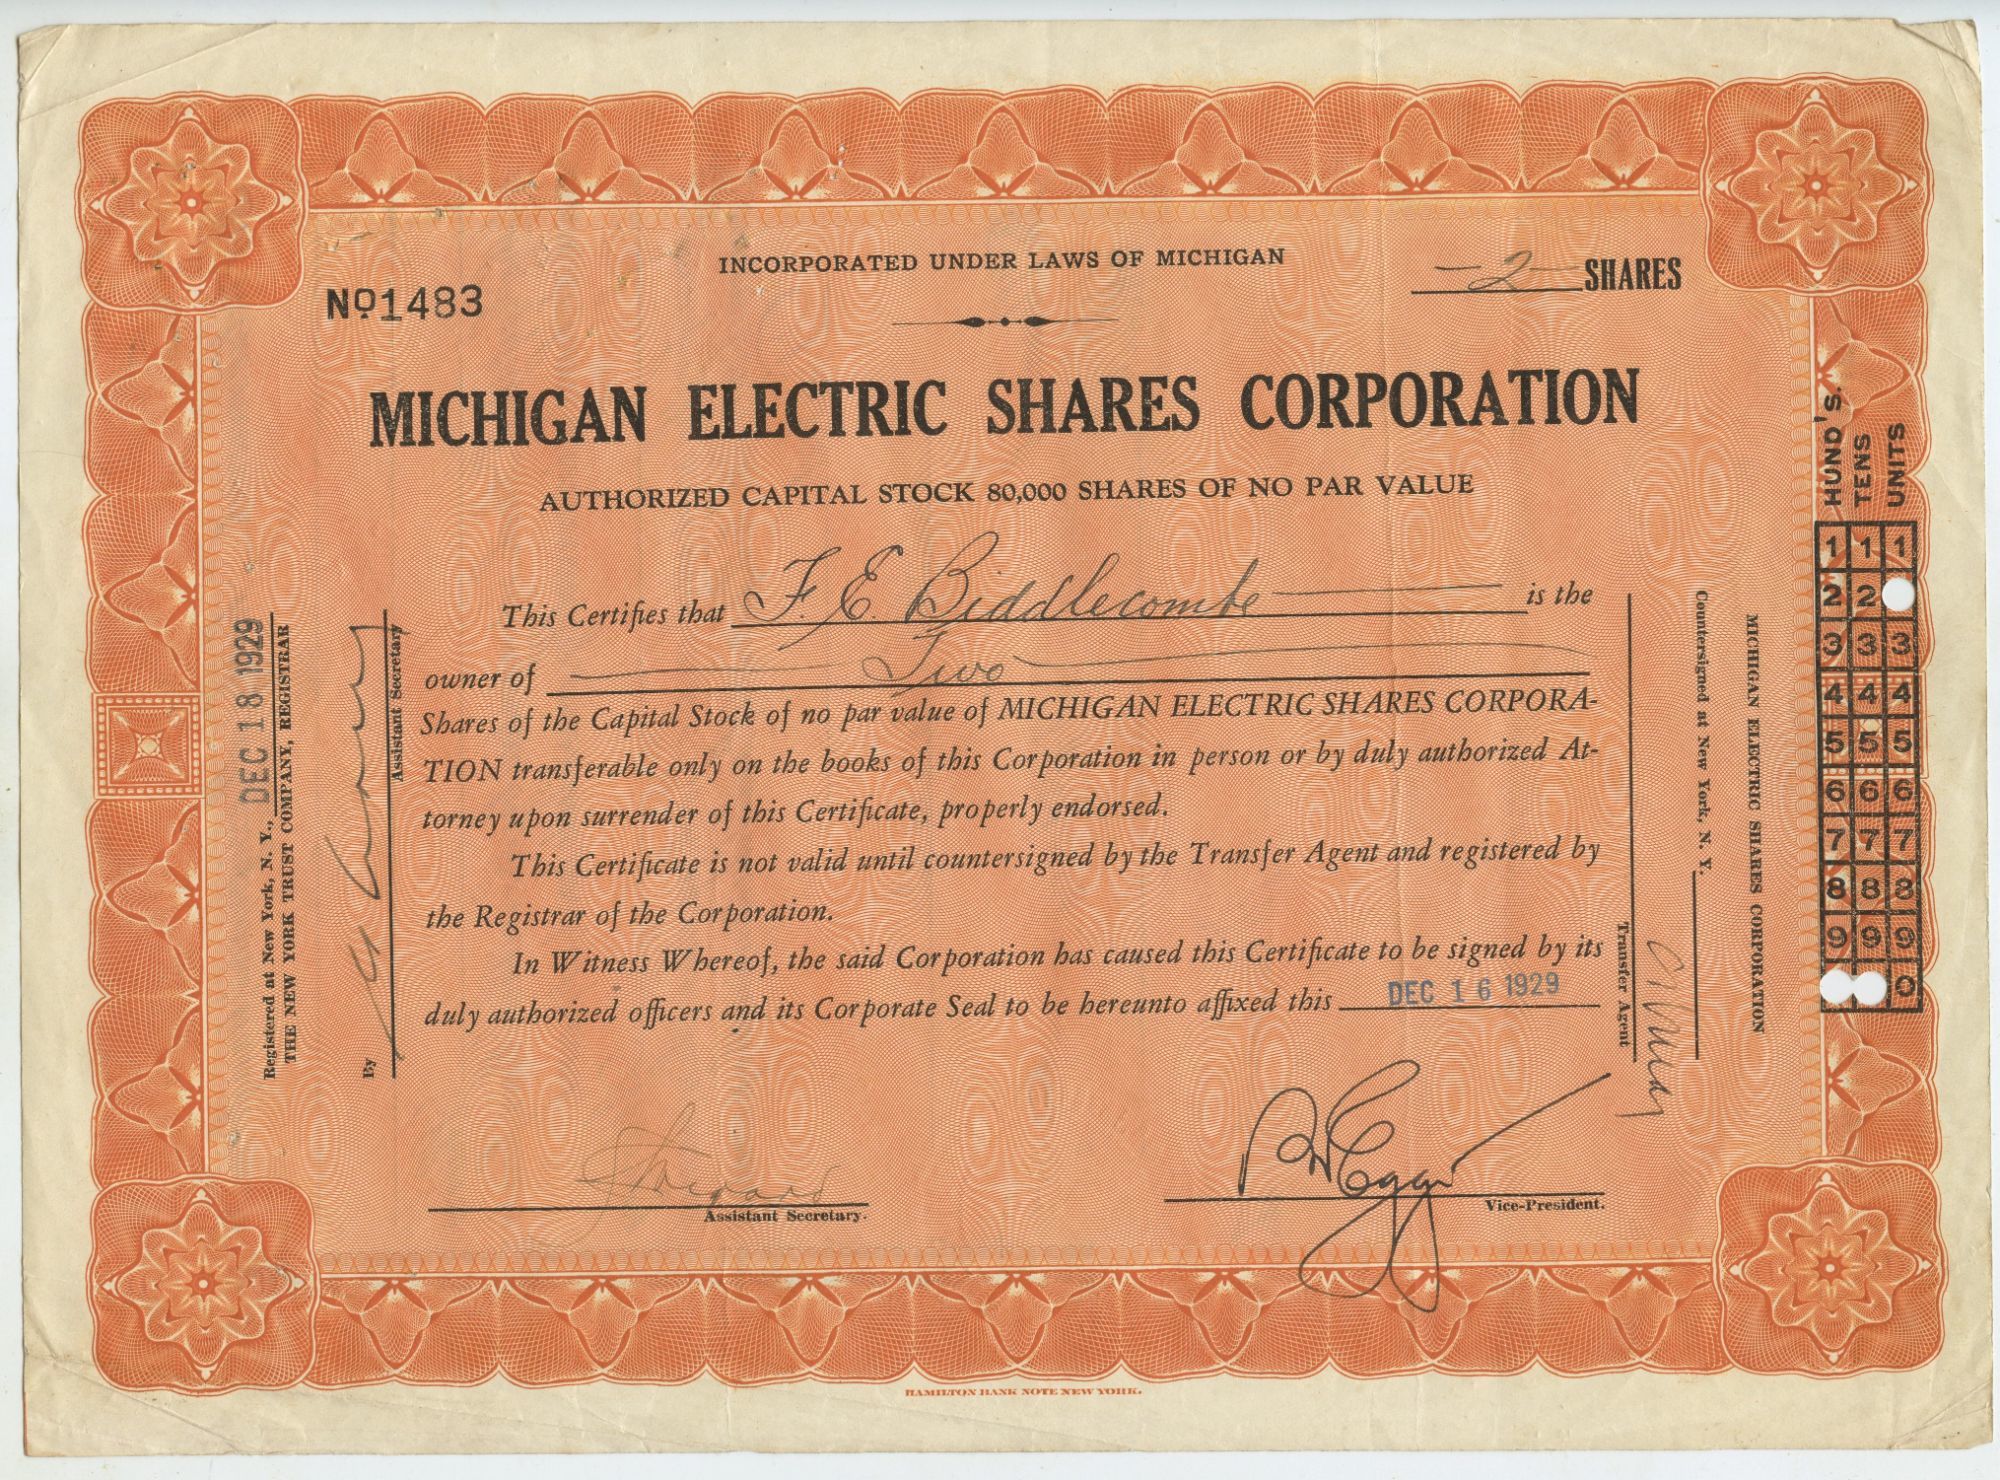 INCORPORATED UNDER LAWS OF MICHIGAN
No 1483
— 2 — SHARES
MICHIGAN ELECTRIC SHARES CORPORATION
AUTHORIZED CAPITAL STOCK 80,000 SHARES OF NO PAR VALUE
This Certifies that F. E. Biddlecombe is the
owner of Two
Shares of the Capital Stock of no par value of MICHIGAN ELECTRIC SHARES CORPORA-
TION transferable only on the books of this Corporation in person or by duly authorized At-
torney upon surrender of this Certificate, properly endorsed.
This Certificate is not valid until countersigned by the Transfer Agent and registered by
the Registrar of the Corporation.
In Witness Whereof, the said Corporation has caused this Certificate to be signed by its
duly authorized officers and its Corporate Seal to be hereunto affixed this DEC 16 1929
Assistant Secretary.
Vice-President.
Registered at New York, N. Y., DEC 18 1929
THE NEW YORK TRUST COMPANY, REGISTRAR
By
Assistant Secretary
MICHIGAN ELECTRIC SHARES CORPORATION
Countersigned at New York, N. Y.
Transfer Agent
HUND'S. TENS UNITS
1 1 1
2 2
3 3 3
4 4 4
5 5 5
6 6 6
7 7 7
8 8 8
9 9 9
0
HAMILTON BANK NOTE NEW YORK.